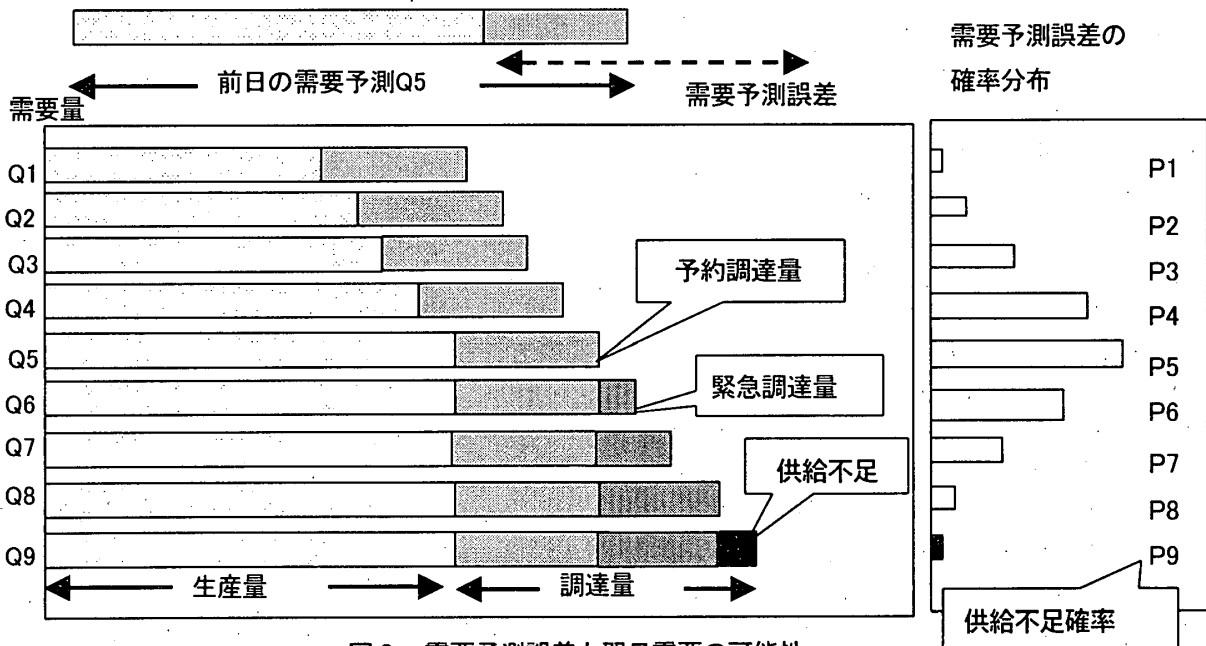 前日の需要予測Q5
需要予測誤差
需要予測誤差の
確率分布
需要量
Q1
Q2
Q3
Q4
Q5
Q6
Q7
Q8
Q9
予約調達量
緊急調達量
供給不足
生産量
調達量
P1
P2
P3
P4
P5
P6
P7
P8
P9
供給不足確率